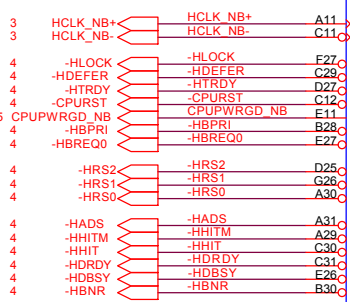 3 HCLK_NB+ HCLK_NB+ A11
3 HCLK_NB- HCLK_NB- C11
4 -HLOCK -HLOCK F27
4 -HDEFER -HDEFER C29
4 -HTRDY -HTRDY D27
4 -CPURST -CPURST C12
5 CPUPWRGD_NB CPUPWRGD_NB E11
4 -HBPRI -HBPRI B28
4 -HBREQ0 -HBREQ0 E27
4 -HRS2 -HRS2 D25
4 -HRS1 -HRS1 G26
4 -HRS0 -HRS0 A30
4 -HADS -HADS A31
4 -HHITM -HHITM A29
4 -HHIT -HHIT C30
4 -HDRDY -HDRDY C31
4 -HDBSY -HDBSY E26
4 -HBNR -HBNR B30